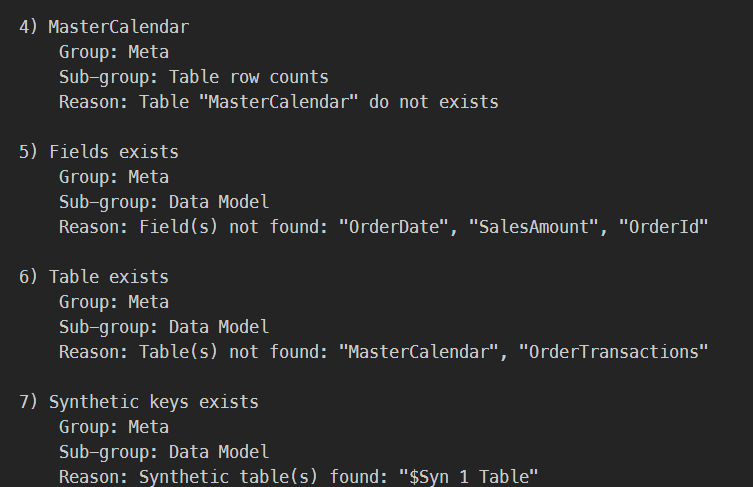 4) MasterCalendar
Group: Meta
Sub-group: Table row counts
Reason: Table "MasterCalendar" do not exists
5) Fields exists
Group: Meta
Sub-group: Data Model
Reason: Field(s) not found: "OrderDate", "SalesAmount", "OrderId"
6) Table exists
Group: Meta
Sub-group: Data Model
Reason: Table(s) not found: "MasterCalendar", "OrderTransactions"
7) Synthetic keys exists
Group: Meta
Sub-group: Data Model
Reason: Synthetic table(s) found: "$Syn 1 Table"